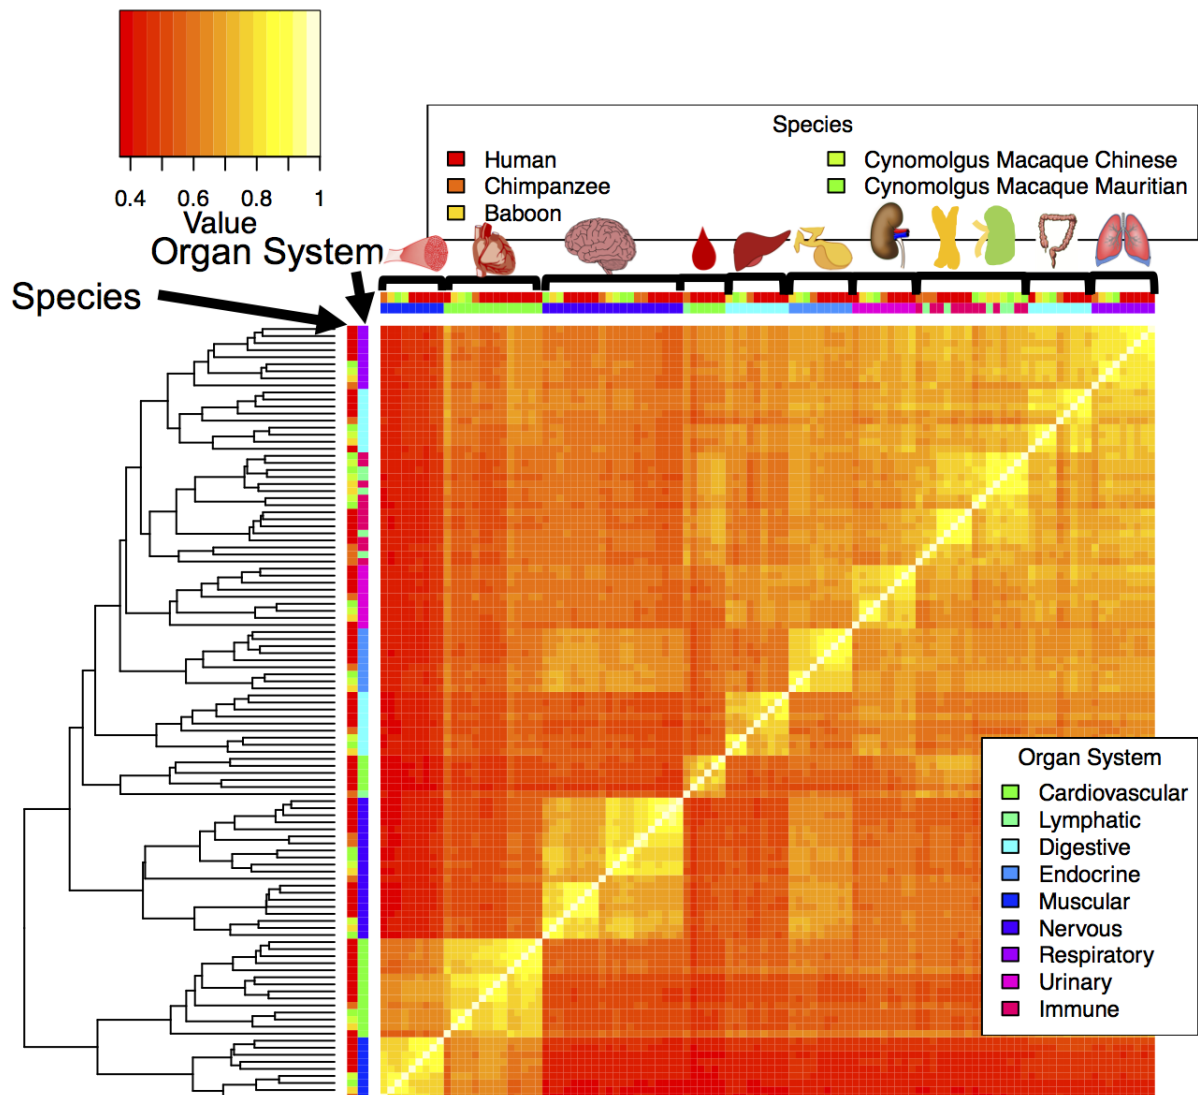 0.4 0.6 0.8 1
Value
Organ System
Species
Species
Human
Chimpanzee
Baboon
Cynomolgus Macaque Chinese
Cynomolgus Macaque Mauritian
Organ System
Cardiovascular
Lymphatic
Digestive
Endocrine
Muscular
Nervous
Respiratory
Urinary
Immune